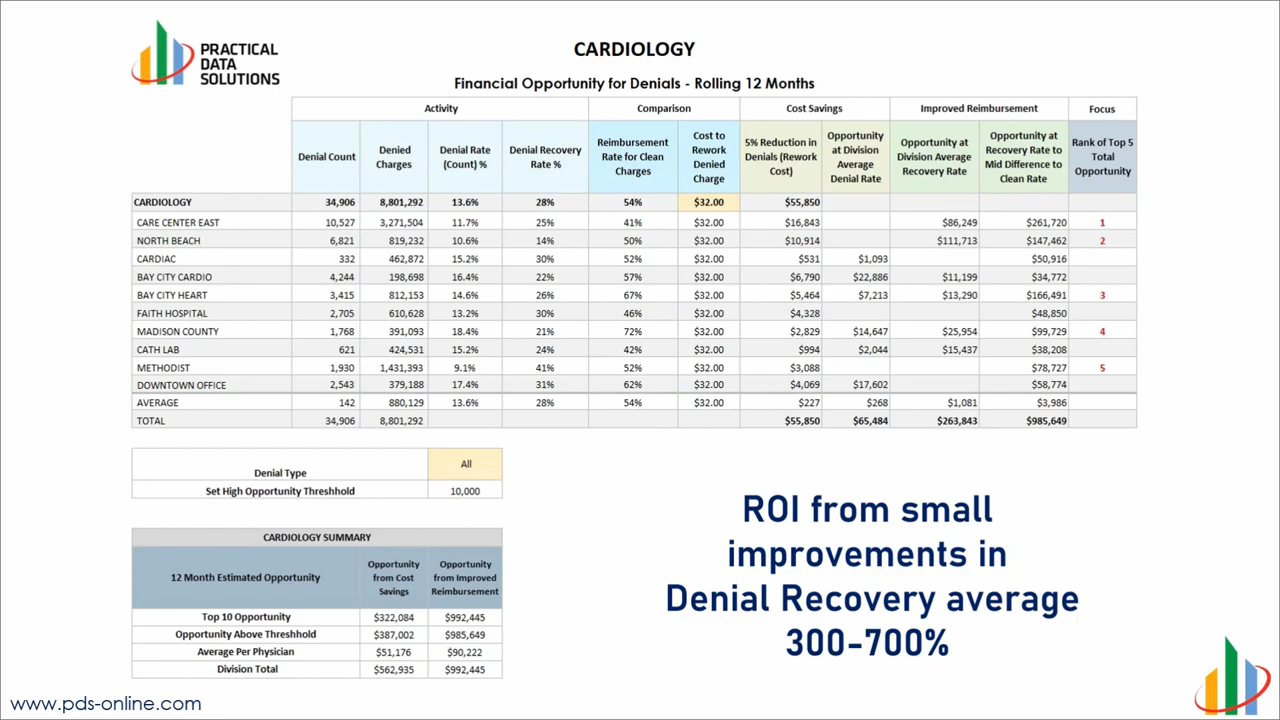 PRACTICAL
DATA
SOLUTIONS
CARDIOLOGY
Financial Opportunity for Denials - Rolling 12 Months
Activity Comparison Cost Savings Improved Reimbursement Focus
Denial Count Denied Charges Denial Rate (Count) % Denial Recovery Rate % Reimbursement Rate for Clean Charges Cost to Rework Denied Charge 5% Reduction in Denials (Rework Cost) Opportunity at Division Average Denial Rate Opportunity at Division Average Recovery Rate Opportunity at Recovery Rate to Mid Difference to Clean Rate Rank of Top 5 Total Opportunity
CARDIOLOGY 34,906 8,801,292 13.6% 28% 54% $32.00 $55,850
CARE CENTER EAST 10,527 3,271,504 11.7% 25% 41% $32.00 $16,843 $86,249 $261,720 1
NORTH BEACH 6,821 819,232 10.6% 14% 50% $32.00 $10,914 $111,713 $147,462 2
CARDIAC 332 462,872 15.2% 30% 52% $32.00 $531 $1,093 $50,916
BAY CITY CARDIO 4,244 198,698 16.4% 22% 57% $32.00 $6,790 $22,886 $11,199 $34,772
BAY CITY HEART 3,415 812,153 14.6% 26% 67% $32.00 $5,464 $7,213 $13,290 $166,491 3
FAITH HOSPITAL 2,705 610,628 13.2% 30% 46% $32.00 $4,328 $48,850
MADISON COUNTY 1,768 391,093 18.4% 21% 72% $32.00 $2,829 $14,647 $25,954 $99,729 4
CATH LAB 621 424,531 15.2% 24% 42% $32.00 $994 $2,044 $15,437 $38,208
METHODIST 1,930 1,431,393 9.1% 41% 52% $32.00 $3,088 $78,727 5
DOWNTOWN OFFICE 2,543 379,188 17.4% 31% 62% $32.00 $4,069 $17,602 $58,774
AVERAGE 142 880,129 13.6% 28% 54% $32.00 $227 $268 $1,081 $3,986
TOTAL 34,906 8,801,292 $55,850 $65,484 $263,843 $985,649
Denial Type All
Set High Opportunity Threshhold 10,000
CARDIOLOGY SUMMARY
12 Month Estimated Opportunity Opportunity from Cost Savings Opportunity from Improved Reimbursement
Top 10 Opportunity $322,084 $992,445
Opportunity Above Threshhold $387,002 $985,649
Average Per Physician $51,176 $90,222
Division Total $562,935 $992,445
ROI from small
improvements in
Denial Recovery average
300-700%
www.pds-online.com